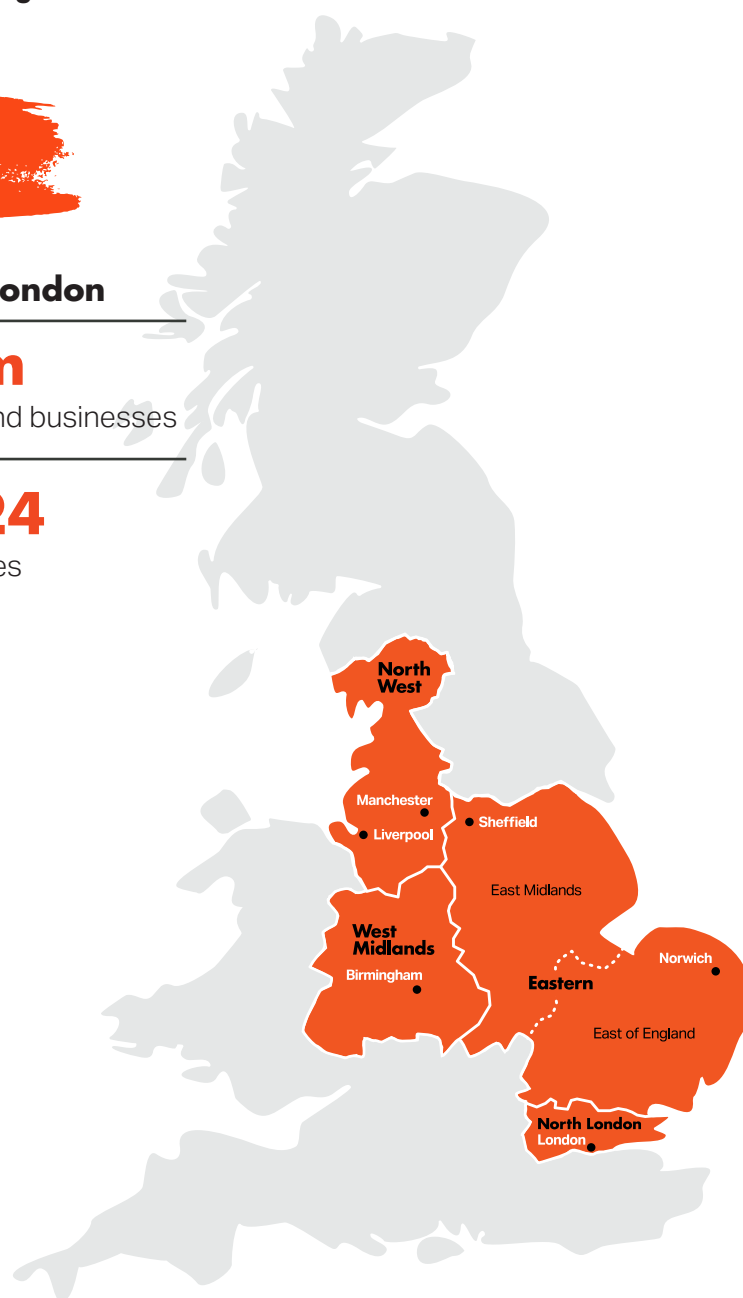 ondon
m
nd businesses
24
es
North
West
Manchester
Liverpool
Sheffield
East Midlands
West
Midlands
Birmingham
Norwich
Eastern
East of England
North London
London